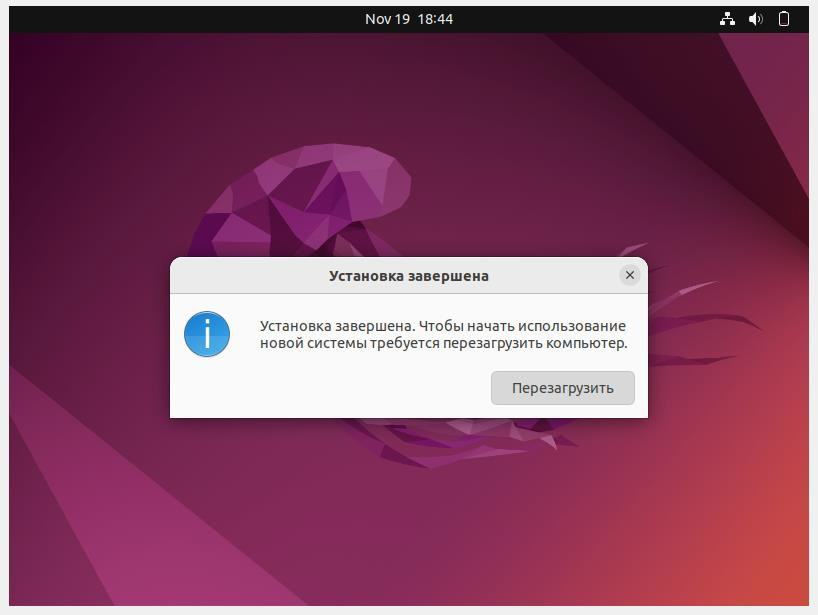 Nov 19 18:44
Установка завершена
Установка завершена. Чтобы начать использование
новой системы требуется перезагрузить компьютер.
Перезагрузить